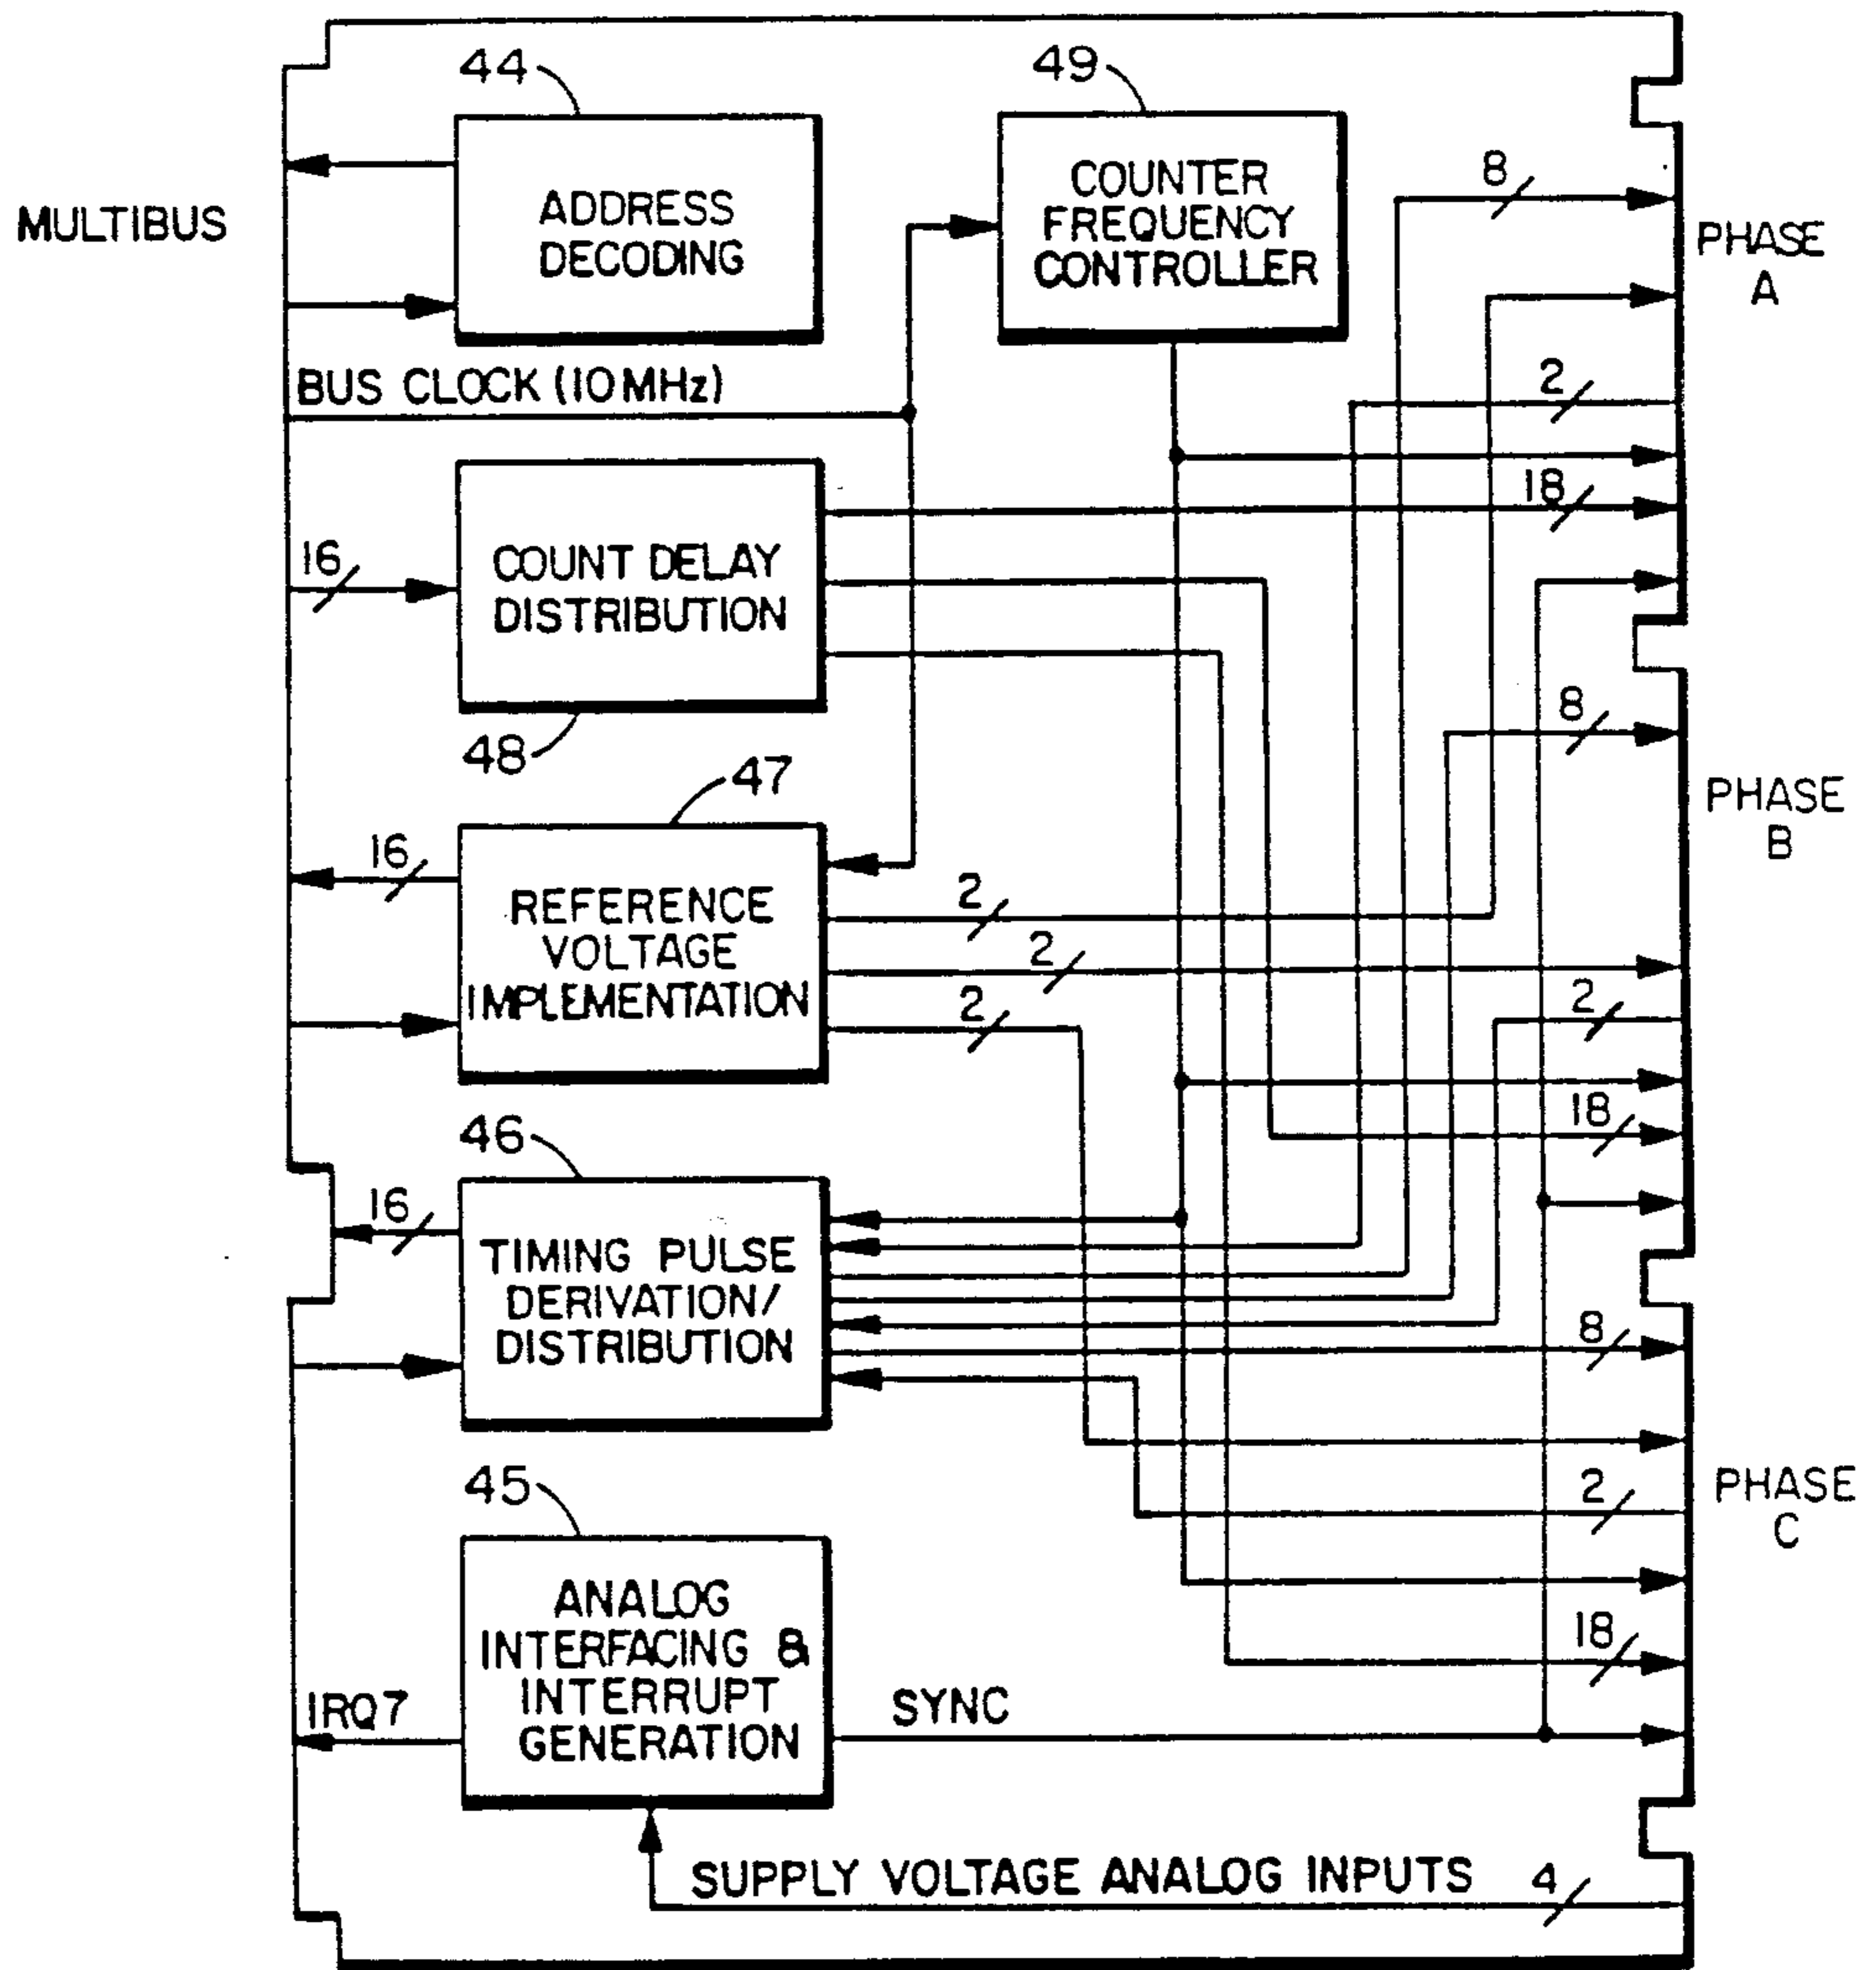 44
49
MULTIBUS
ADDRESS
DECODING
COUNTER
FREQUENCY
CONTROLLER
8
PHASE
A
BUS CLOCK (10 MHz)
2
18
16
COUNT DELAY
DISTRIBUTION
48
8
PHASE
B
47
16
REFERENCE
VOLTAGE
IMPLEMENTATION
2
2
2
2
18
46
16
TIMING PULSE
DERIVATION/
DISTRIBUTION
8
45
2
PHASE
C
ANALOG
INTERFACING &
INTERRUPT
GENERATION
18
IRQ7
SYNC
SUPPLY VOLTAGE ANALOG INPUTS
4